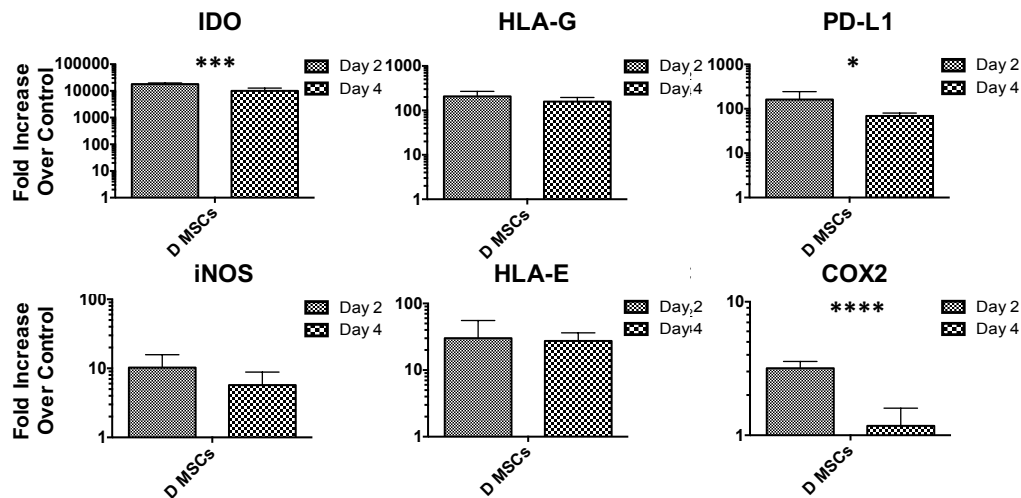 IDO
HLA-G
PD-L1
Fold Increase
Over Control
100000
10000
1000
100
10
1
***
Day 2
Day 4
D MSCs
1000
100
10
1
Day 2
Day 4
D MSCs
1000
100
10
1
*
Day 2
Day 4
D MSCs
iNOS
HLA-E
COX2
Fold Increase
Over Control
100
10
1
Day 2
Day 4
D MSCs
100
10
1
Day 2
Day 4
D MSCs
10
1
****
Day 2
Day 4
D MSCs